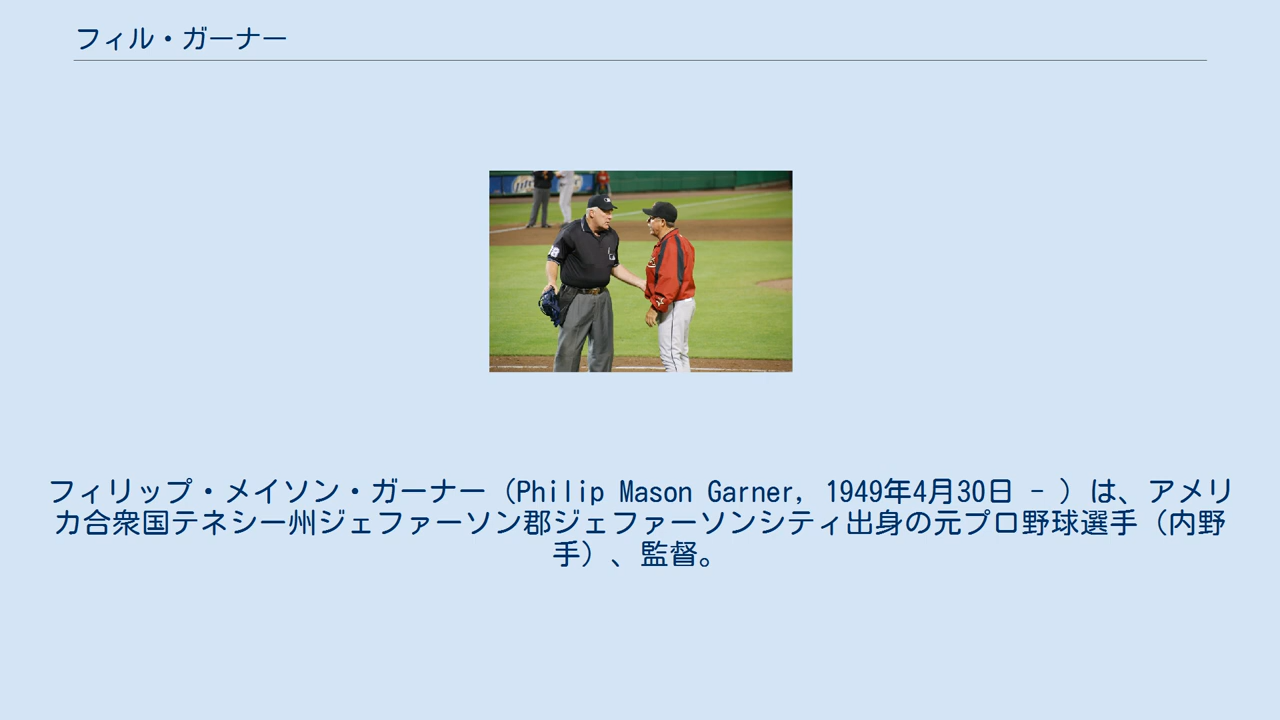 フィル・ガーナー
フィリップ・メイソン・ガーナー（Philip Mason Garner, 1949年4月30日 - ）は、アメリ
カ合衆国テネシー州ジェファーソン郡ジェファーソンシティ出身の元プロ野球選手（内野
手）、監督。